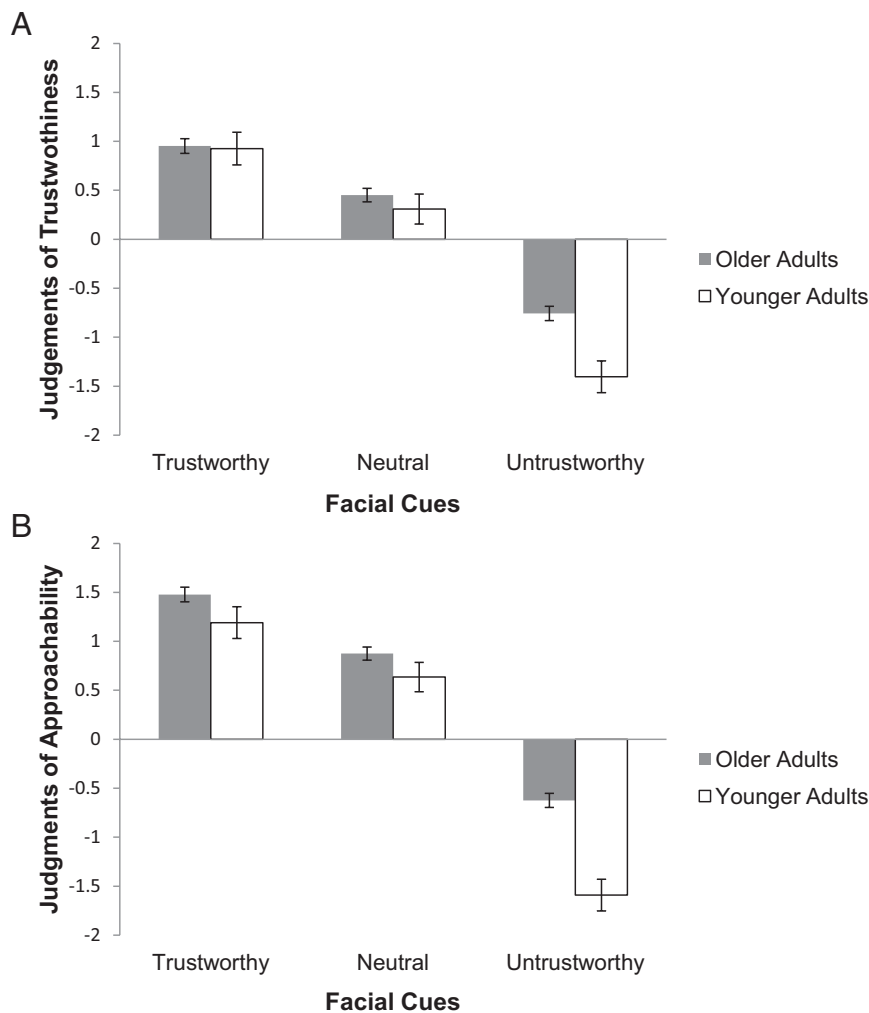 A
Judgements of Trustwothiness
2
1.5
1
0.5
0
-0.5
-1
-1.5
-2
Trustworthy Neutral Untrustworthy
Facial Cues
Older Adults
Younger Adults
B
Judgments of Approachability
2
1.5
1
0.5
0
-0.5
-1
-1.5
-2
Trustworthy Neutral Untrustworthy
Facial Cues
Older Adults
Younger Adults